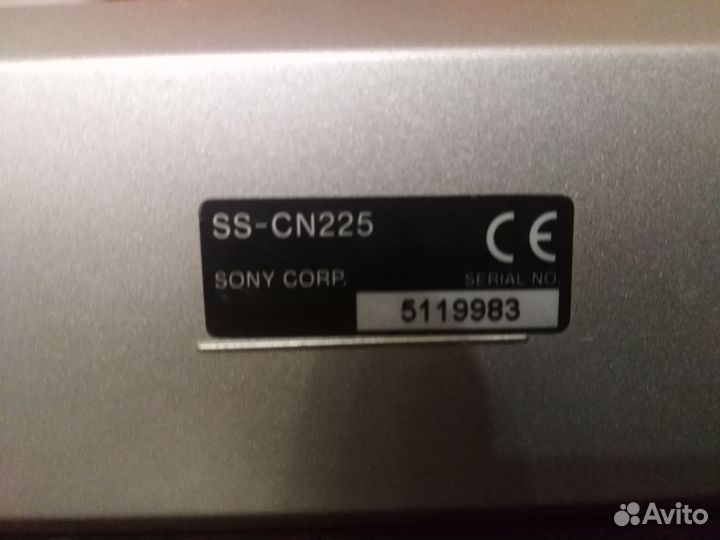 SS-CN225
CE
SONY CORP.
SERIAL NO.
5119983
Avito